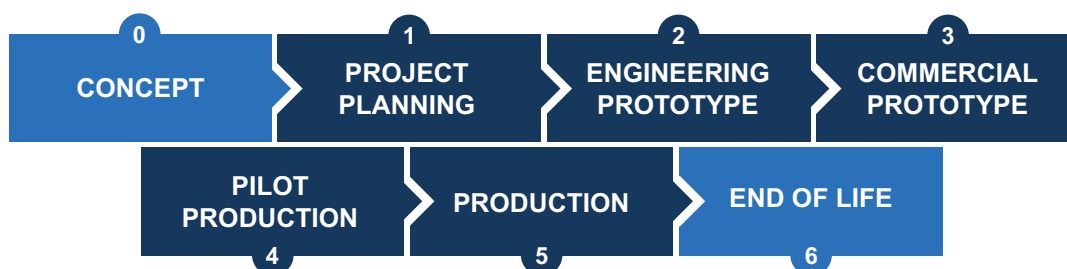 0
CONCEPT
1
PROJECT
PLANNING
2
ENGINEERING
PROTOTYPE
3
COMMERCIAL
PROTOTYPE
PILOT
PRODUCTION
4
PRODUCTION
5
END OF LIFE
6